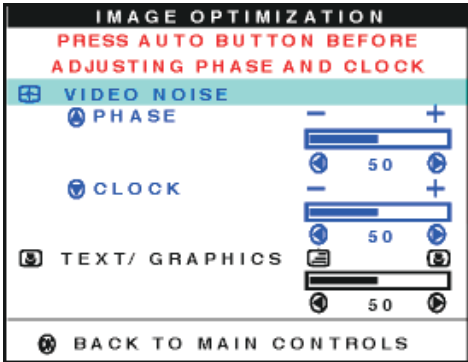 IMAGE OPTIMIZATION
PRESS AUTO BUTTON BEFORE
ADJUSTING PHASE AND CLOCK
VIDEO NOISE
PHASE − +
50
CLOCK − +
50
TEXT/ GRAPHICS
50
OK BACK TO MAIN CONTROLS